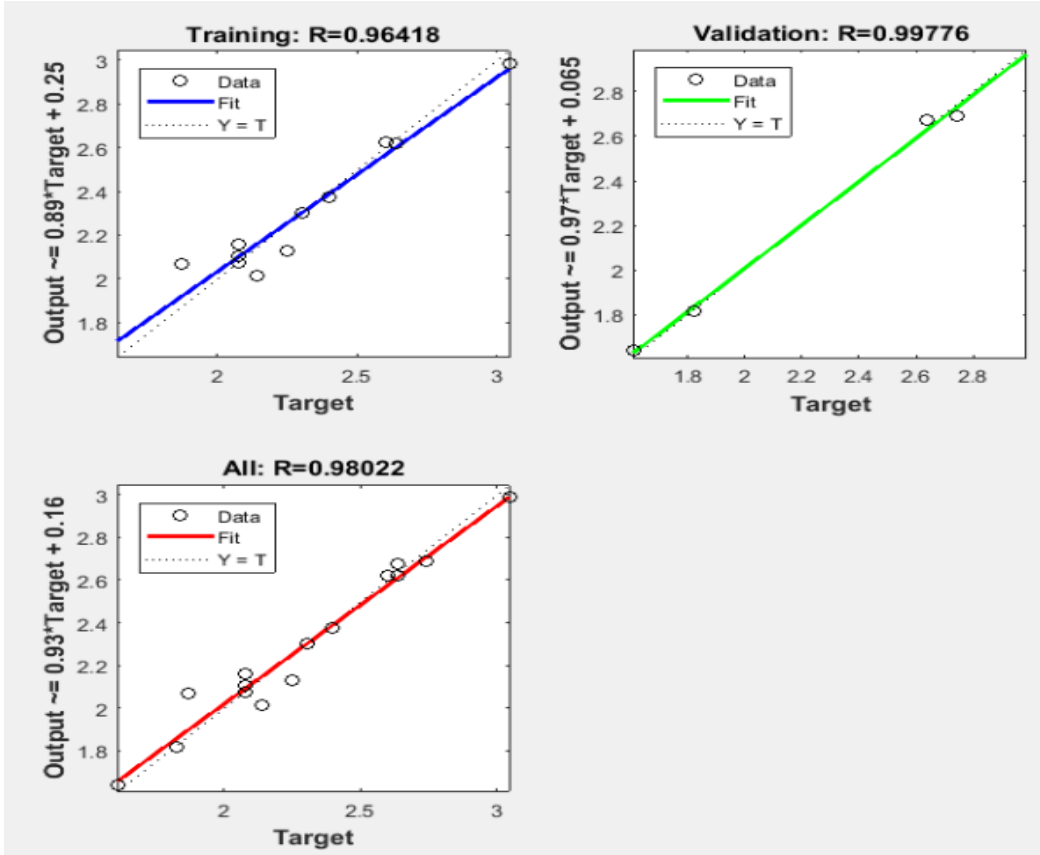 Training: R=0.96418
Output ~= 0.89*Target + 0.25
3
2.8
2.6
2.4
2.2
2
1.8
Data
Fit
Y = T
2
2.5
3
Target
Validation: R=0.99776
Output ~= 0.97*Target + 0.065
2.8
2.6
2.4
2.2
2
1.8
Data
Fit
Y = T
1.8
2
2.2
2.4
2.6
2.8
Target
All: R=0.98022
Output ~= 0.93*Target + 0.16
3
2.8
2.6
2.4
2.2
2
1.8
Data
Fit
Y = T
2
2.5
3
Target